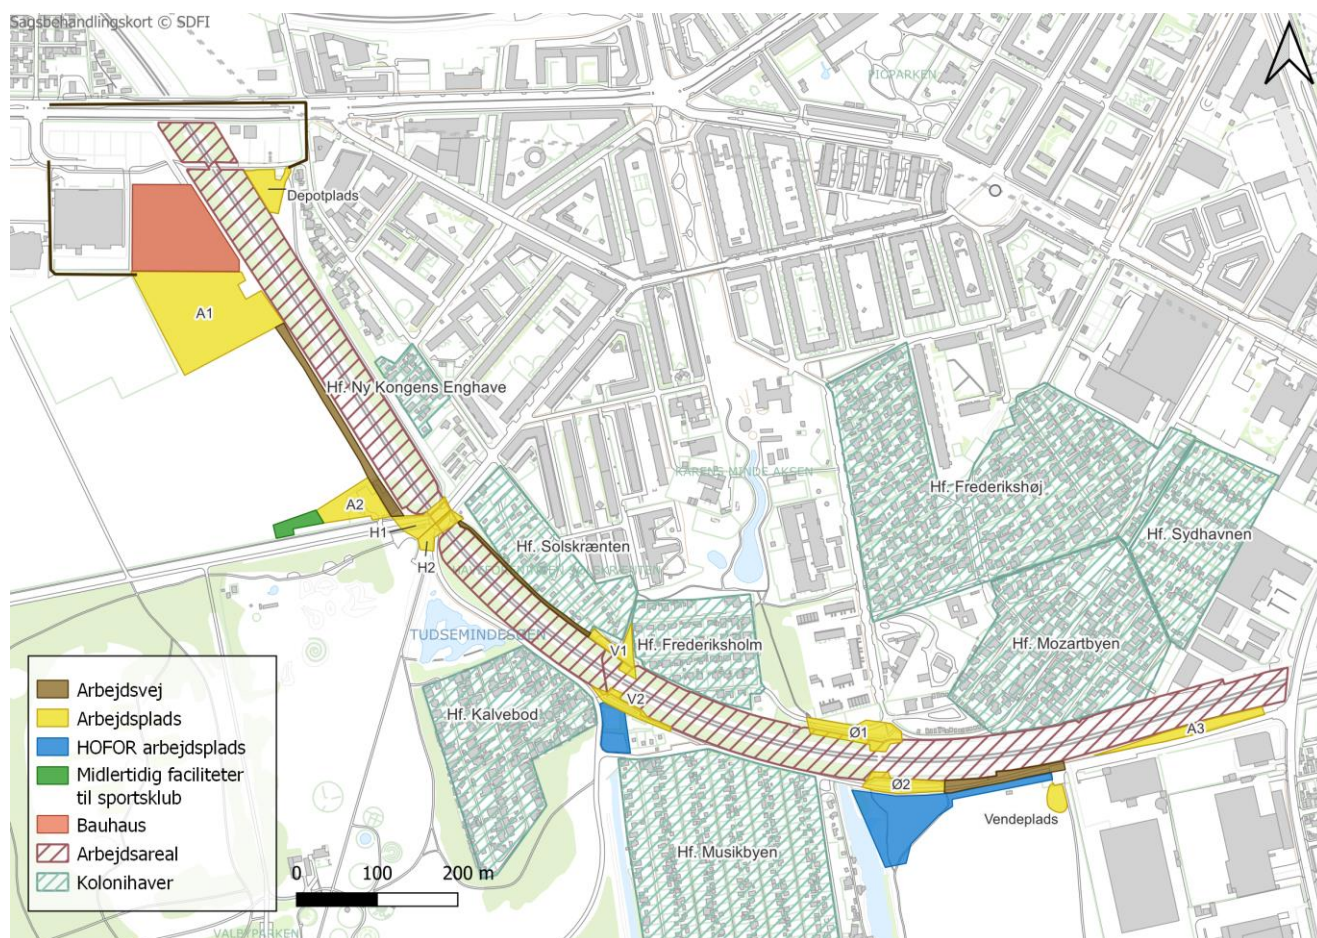 Sagsbehandlingskort © SDFI
PICPARKEN
Depotplads
A1
Hf. Ny Kongens Enghave
KARENS MINDE AKSEN
Hf. Frederikshøj
A2
H1
H2
Hf. Solskrænten
Hf. Sydhavnen
TUDSEMINDESØEN
V1
Hf. Frederiksholm
Hf. Mozartbyen
V2
Hf. Kalvebod
Ø1
A3
Ø2
Vendeplads
Hf. Musikbyen
Arbejdsvej
Arbejdsplads
HOFOR arbejdsplads
Midlertidig faciliteter
til sportsklub
Bauhaus
Arbejdsareal
Kolonihaver
0 100 200 m
VALBYPARKEN